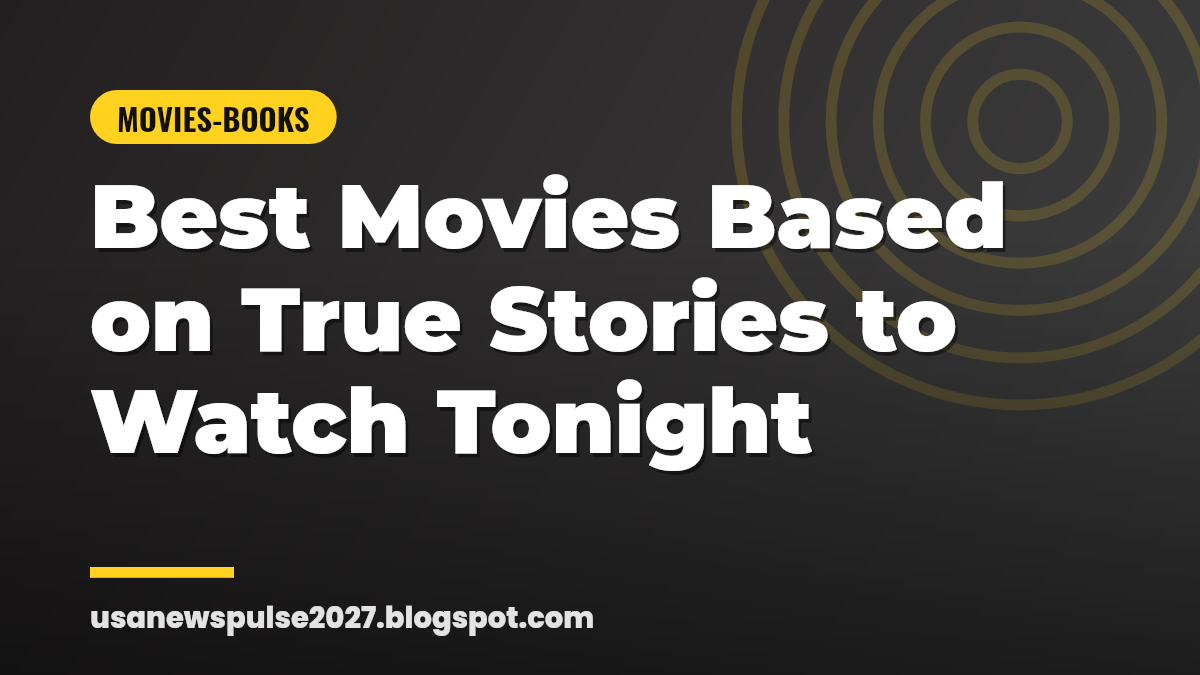 MOVIES-BOOKS
Best Movies Based
on True Stories to
Watch Tonight
usanewspulse2027.blogspot.com